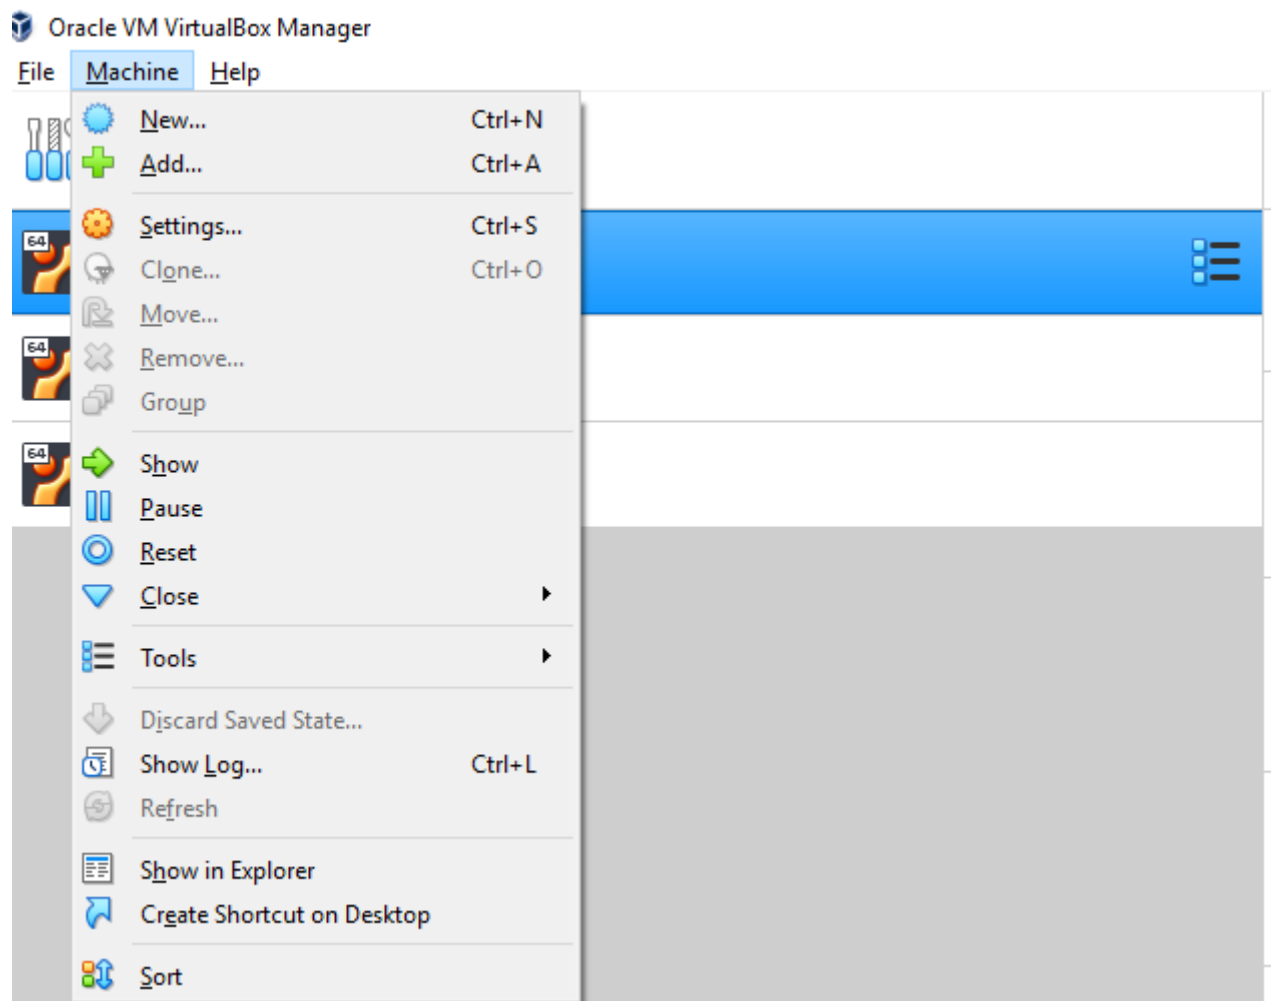 Oracle VM VirtualBox Manager
File Machine Help
New... Ctrl+N
Add... Ctrl+A
64
Settings... Ctrl+S
Clone... Ctrl+O
Move...
64
Remove...
Group
64
Show
Pause
Reset
Close
Tools
Discard Saved State...
Show Log... Ctrl+L
Refresh
Show in Explorer
Create Shortcut on Desktop
Sort